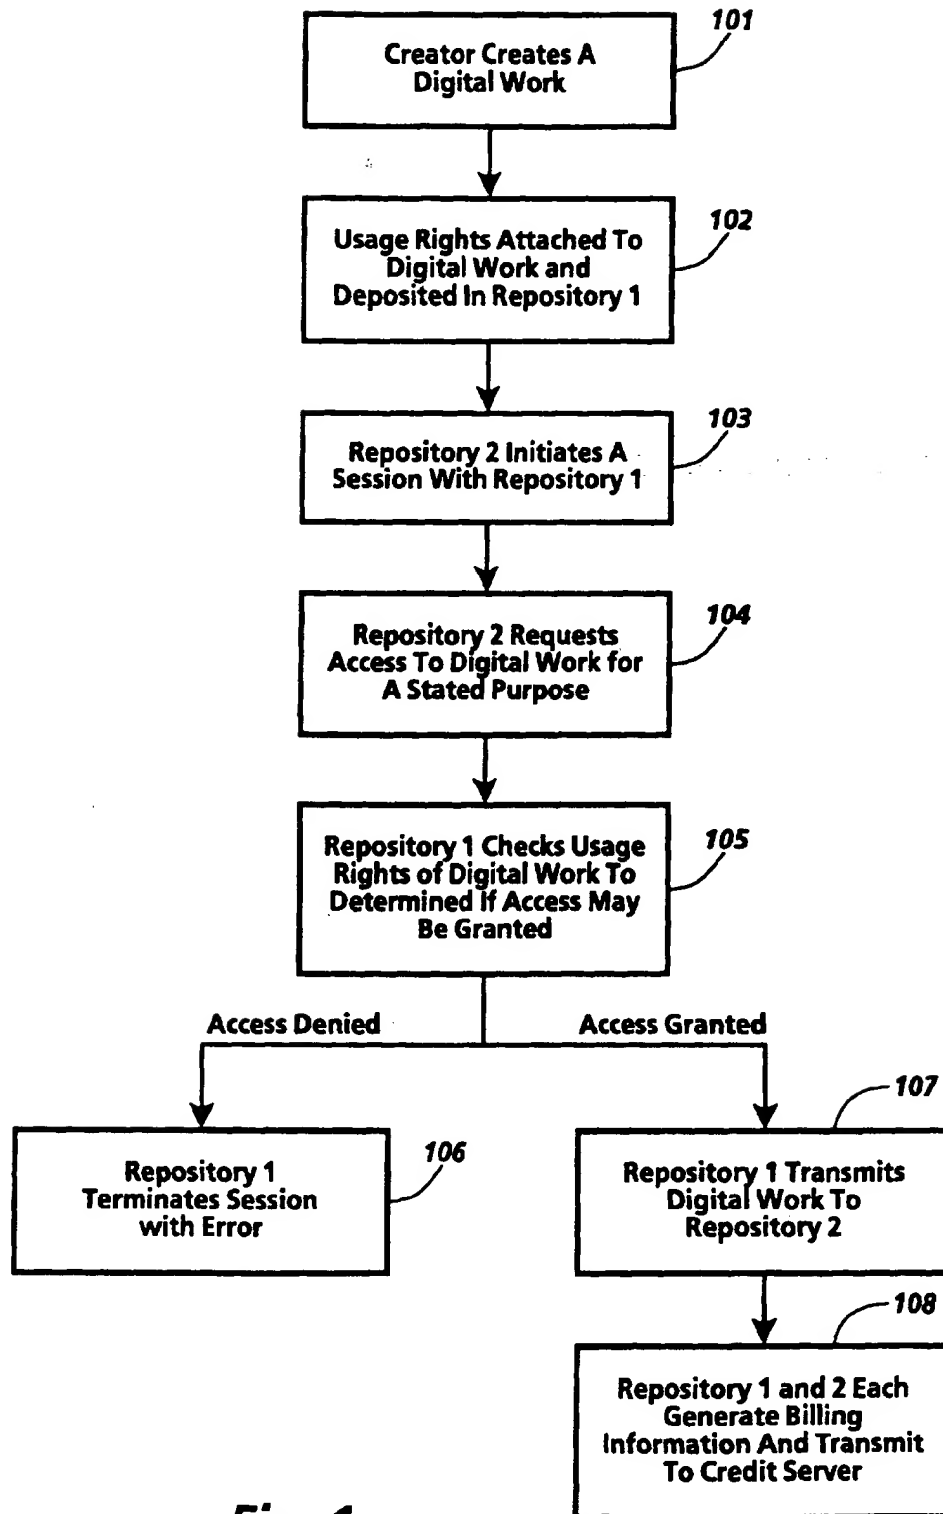 101
Creator Creates A
Digital Work
102
Usage Rights Attached To
Digital Work and
Deposited In Repository 1
103
Repository 2 Initiates A
Session With Repository 1
104
Repository 2 Requests
Access To Digital Work for
A Stated Purpose
105
Repository 1 Checks Usage
Rights of Digital Work To
Determined If Access May
Be Granted
Access Denied
Access Granted
106
Repository 1
Terminates Session
with Error
107
Repository 1 Transmits
Digital Work To
Repository 2
108
Repository 1 and 2 Each
Generate Billing
Information And Transmit
To Credit Server